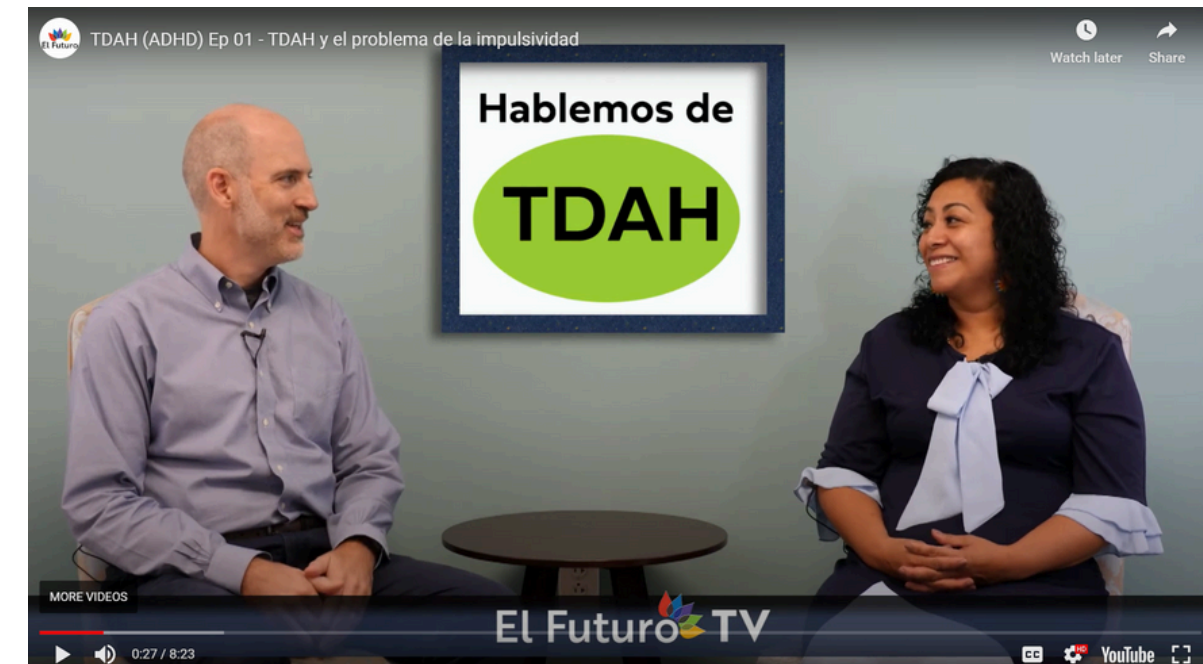 El Futuro
TDAH (ADHD) Ep 01 - TDAH y el problema de la impulsividad
Watch later
Share
Hablemos de
TDAH
MORE VIDEOS
El Futuro TV
0:27 / 8:23
CC
HD
YouTube